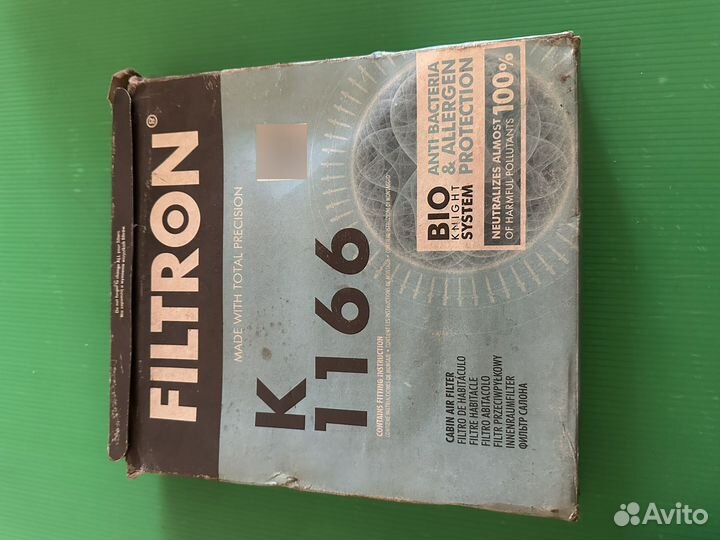 FILTRON®
MADE WITH TOTAL PRECISION
K
1166
CONTAINS FITTING INSTRUCTION
BIO
KNIGHT
SYSTEM
ANTI-BACTERIA
& ALLERGEN
PROTECTION
NEUTRALIZES ALMOST 100%
OF HARMFUL POLLUTANTS
CABIN AIR FILTER
FILTRO DE HABITÁCULO
FILTRE HABITACLE
FILTRO ABITACOLO
FILTR PRZECIWPYŁKOWY
INNENRAUMFILTER
ФИЛЬТР САЛОНА
Avito